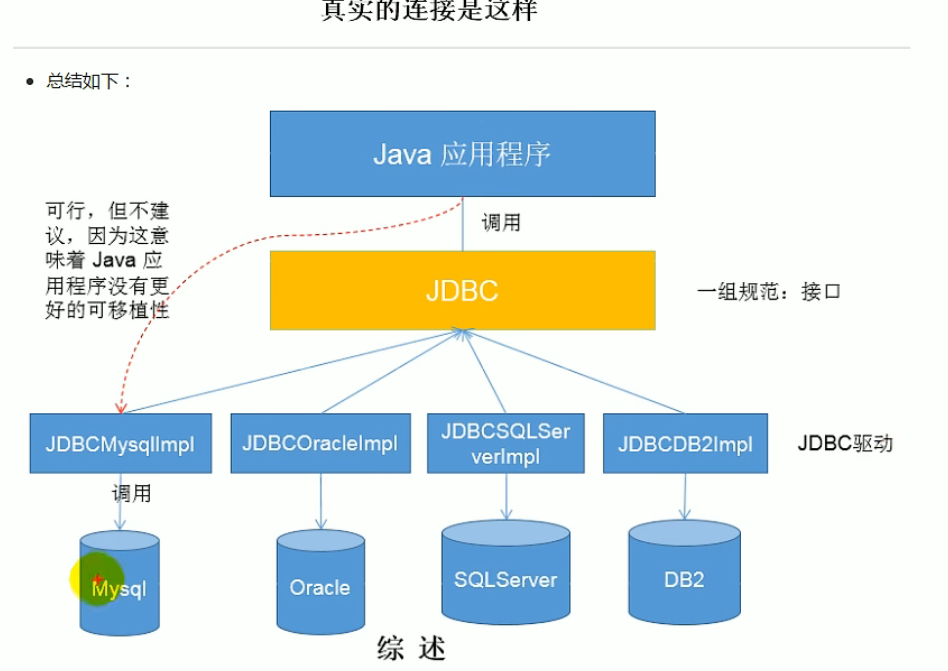 真实的连接是这样
总结如下：
Java 应用程序
可行，但不建
议，因为这意
味着 Java 应
用程序没有更
好的可移植性
调用
JDBC
一组规范：接口
JDBCMysqlImpl
JDBCOracleImpl
JDBCSQLSer
verImpl
JDBCDB2Impl
JDBC驱动
调用
Mysql
Oracle
SQLServer
DB2
综 述